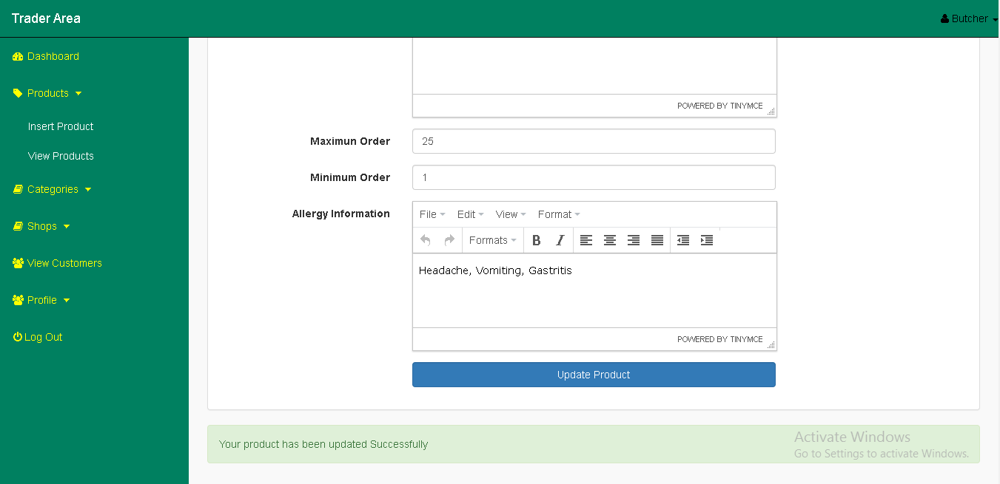 Trader Area
Butcher
Dashboard
Products
Insert Product
View Products
Categories
Shops
View Customers
Profile
Log Out
POWERED BY TINYMCE
Maximun Order
25
Minimum Order
1
Allergy Information
File Edit View Format
Formats B I
Headache, Vomiting, Gastritis
POWERED BY TINYMCE
Update Product
Your product has been updated Successfully
Activate Windows
Go to Settings to activate Windows.